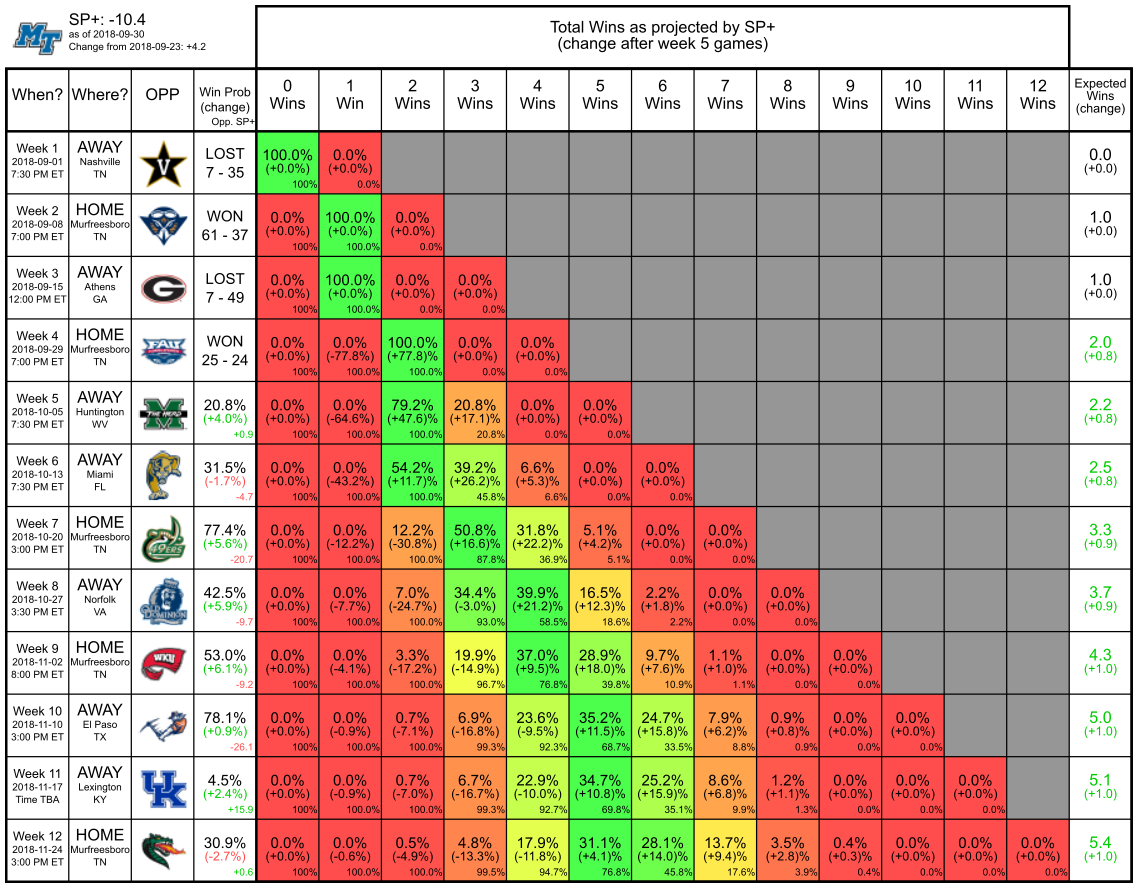 MT
SP+: -10.4
as of 2018-09-30
Change from 2018-09-23: +4.2
Total Wins as projected by SP+
(change after week 5 games)
When? Where? OPP Win Prob (change) Opp. SP+ 0 Wins 1 Win 2 Wins 3 Wins 4 Wins 5 Wins 6 Wins 7 Wins 8 Wins 9 Wins 10 Wins 11 Wins 12 Wins Expected Wins (change)
Week 1 AWAY LOST 100.0% 0.0% 0.0
2018-09-01 Nashville V 7 - 35 (+0.0%) (+0.0%) (+0.0)
7:30 PM ET TN 100% 0.0%
Week 2 HOME WON 0.0% 100.0% 0.0% 1.0
2018-09-08 Murfreesboro 61 - 37 (+0.0%) (+0.0%) (+0.0%) (+0.0)
7:00 PM ET TN 100% 100.0% 0.0%
Week 3 AWAY LOST 0.0% 100.0% 0.0% 0.0% 1.0
2018-09-15 Athens G 7 - 49 (+0.0%) (+0.0%) (+0.0%) (+0.0%) (+0.0)
12:00 PM ET GA 100% 100.0% 0.0% 0.0%
Week 4 HOME WON 0.0% 0.0% 100.0% 0.0% 0.0% 2.0
2018-09-29 Murfreesboro FAU 25 - 24 (+0.0%) (-77.8%) (+77.8)% (+0.0%) (+0.0%) (+0.8)
7:00 PM ET TN 100% 100.0% 100.0% 0.0% 0.0%
Week 5 AWAY 20.8% 0.0% 0.0% 79.2% 20.8% 0.0% 0.0% 2.2
2018-10-05 Huntington M THE HERD (+4.0%) (+0.0%) (-64.6%) (+47.6)% (+17.1)% (+0.0%) (+0.0%) (+0.8)
7:30 PM ET WV +0.9 100% 100.0% 100.0% 20.8% 0.0% 0.0%
Week 6 AWAY 31.5% 0.0% 0.0% 54.2% 39.2% 6.6% 0.0% 0.0% 2.5
2018-10-13 Miami (-1.7%) (+0.0%) (-43.2%) (+11.7)% (+26.2)% (+5.3)% (+0.0%) (+0.0%) (+0.8)
7:30 PM ET FL -4.7 100% 100.0% 100.0% 45.8% 6.6% 0.0% 0.0%
Week 7 HOME 77.4% 0.0% 0.0% 12.2% 50.8% 31.8% 5.1% 0.0% 0.0% 3.3
2018-10-20 Murfreesboro 49ERS (+5.6%) (+0.0%) (-12.2%) (-30.8%) (+16.6)% (+22.2)% (+4.2)% (+0.0%) (+0.0%) (+0.9)
3:00 PM ET TN -20.7 100% 100.0% 100.0% 87.8% 36.9% 5.1% 0.0% 0.0%
Week 8 AWAY 42.5% 0.0% 0.0% 7.0% 34.4% 39.9% 16.5% 2.2% 0.0% 0.0% 3.7
2018-10-27 Norfolk OLD DOMINION (+5.9%) (+0.0%) (-7.7%) (-24.7%) (-3.0%) (+21.2)% (+12.3)% (+1.8)% (+0.0%) (+0.0%) (+0.9)
3:30 PM ET VA -9.7 100% 100.0% 100.0% 93.0% 58.5% 18.6% 2.2% 0.0% 0.0%
Week 9 HOME 53.0% 0.0% 0.0% 3.3% 19.9% 37.0% 28.9% 9.7% 1.1% 0.0% 0.0% 4.3
2018-11-02 Murfreesboro WKU (+6.1%) (+0.0%) (-4.1%) (-17.2%) (-14.9%) (+9.5)% (+18.0)% (+7.6)% (+1.0)% (+0.0%) (+0.0%) (+1.0)
8:00 PM ET TN -9.2 100% 100.0% 100.0% 96.7% 76.8% 39.8% 10.9% 1.1% 0.0% 0.0%
Week 10 AWAY 78.1% 0.0% 0.0% 0.7% 6.9% 23.6% 35.2% 24.7% 7.9% 0.9% 0.0% 0.0% 5.0
2018-11-10 El Paso (+0.9%) (+0.0%) (-0.9%) (-7.1%) (-16.8%) (-9.5%) (+11.5)% (+15.8)% (+6.2)% (+0.8)% (+0.0%) (+0.0%) (+1.0)
3:00 PM ET TX -26.1 100% 100.0% 100.0% 99.3% 92.3% 68.7% 33.5% 8.8% 0.9% 0.0% 0.0%
Week 11 AWAY 4.5% 0.0% 0.0% 0.7% 6.7% 22.9% 34.7% 25.2% 8.6% 1.2% 0.0% 0.0% 0.0% 5.1
2018-11-17 Lexington UK (+2.4%) (+0.0%) (-0.9%) (-7.0%) (-16.7%) (-10.0%) (+10.8)% (+15.9)% (+6.8)% (+1.1)% (+0.0%) (+0.0%) (+0.0%) (+1.0)
Time TBA KY +15.9 100% 100.0% 100.0% 99.3% 92.7% 69.8% 35.1% 9.9% 1.3% 0.0% 0.0% 0.0%
Week 12 HOME 30.9% 0.0% 0.0% 0.5% 4.8% 17.9% 31.1% 28.1% 13.7% 3.5% 0.4% 0.0% 0.0% 0.0% 5.4
2018-11-24 Murfreesboro (-2.7%) (+0.0%) (-0.6%) (-4.9%) (-13.3%) (-11.8%) (+4.1)% (+14.0)% (+9.4)% (+2.8)% (+0.3)% (+0.0%) (+0.0%) (+0.0%) (+1.0)
3:00 PM ET TN +0.6 100% 100.0% 100.0% 99.5% 94.7% 76.8% 45.8% 17.6% 3.9% 0.4% 0.0% 0.0% 0.0%